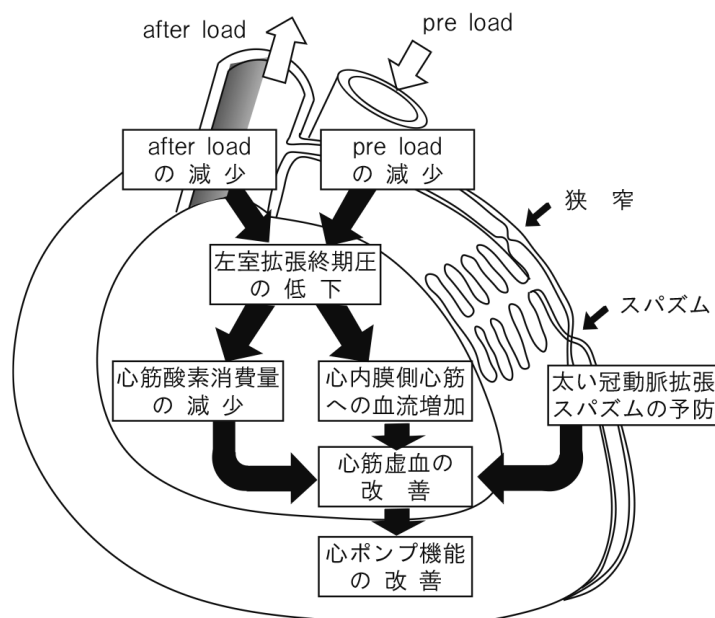 after load
pre load
after load
の 減 少
pre load
の 減 少
狭 窄
左室拡張終期圧
の 低 下
スパズム
心筋酸素消費量
の 減 少
心内膜側心筋
への血流増加
太い冠動脈拡張
スパズムの予防
心筋虚血の
改 善
心ポンプ機能
の 改 善